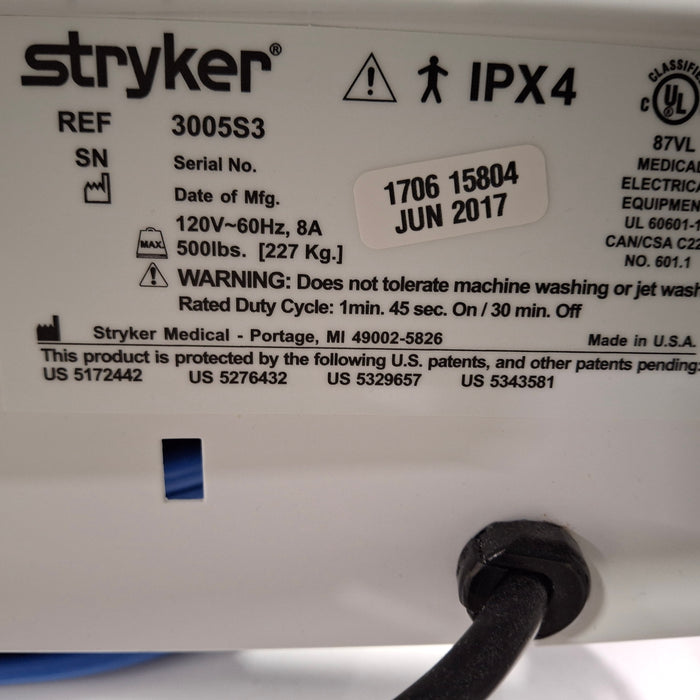 stryker®
IPX4
CLASSIFIE
C UL
REF 3005S3
87VL
SN Serial No.
MEDICAL
Date of Mfg.
1706 15804
JUN 2017
ELECTRICA
EQUIPMEN
120V~60Hz, 8A
UL 60601-1
MAX. 500lbs. [227 Kg.]
CAN/CSA C22
NO. 601.1
WARNING: Does not tolerate machine washing or jet wash
Rated Duty Cycle: 1min. 45 sec. On / 30 min. Off
Stryker Medical - Portage, MI 49002-5826
Made in U.S.A.
This product is protected by the following U.S. patents, and other patents pending:
US 5172442 US 5276432 US 5329657 US 5343581